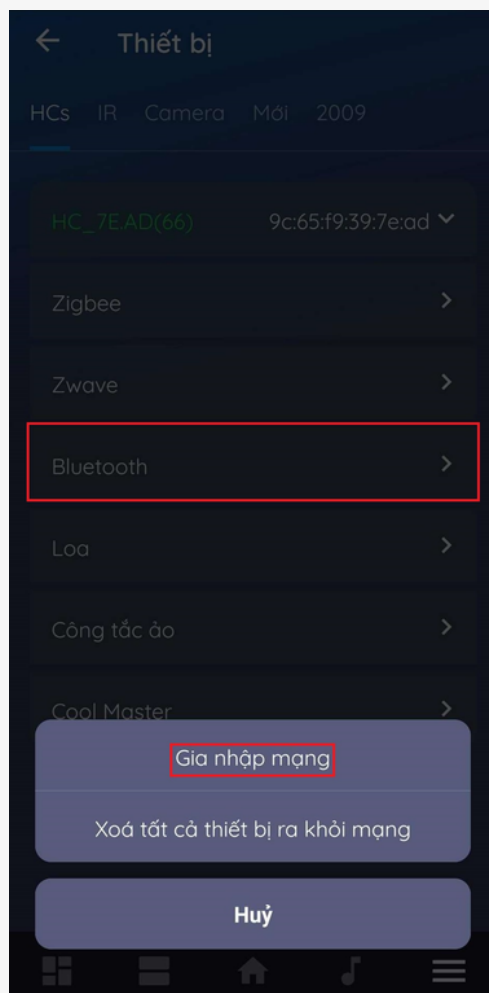 Thiết bị
HCs IR Camera Mới 2009
HC_7E.AD(66) 9c:65:f9:39:7e:ad
Zigbee
Zwave
Bluetooth
Loa
Công tắc ảo
Cool Master
Gia nhập mạng
Xoá tất cả thiết bị ra khỏi mạng
Huỷ